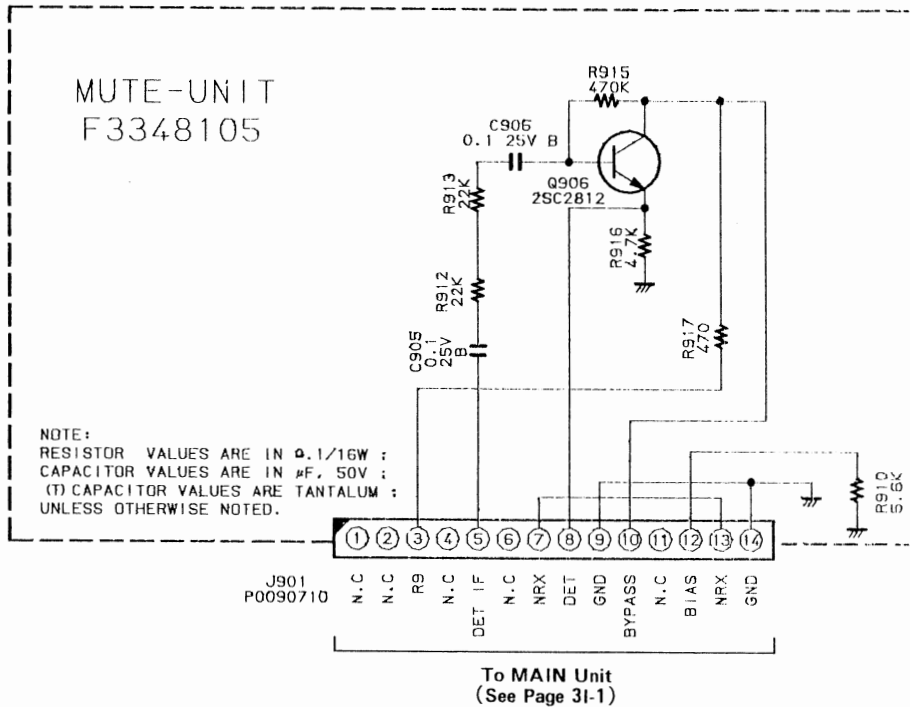 MUTE-UNIT
F3348105
R915
470K
C906
0.1 25V B
Q906
2SC2812
R913
22K
R916
4.7K
R912
22K
C905
0.1
25V
B
R917
470
R910
5.6K
NOTE:
RESISTOR VALUES ARE IN Ω.1/16W ;
CAPACITOR VALUES ARE IN μF, 50V ;
(T) CAPACITOR VALUES ARE TANTALUM ;
UNLESS OTHERWISE NOTED.
1 2 3 4 5 6 7 8 9 10 11 12 13 14
J901
P0090710
N.C
N.C
R9
N.C
DET IF
N.C
NRX
DET
GND
BYPASS
N.C
BIAS
NRX
GND
To MAIN Unit
(See Page 3I-1)